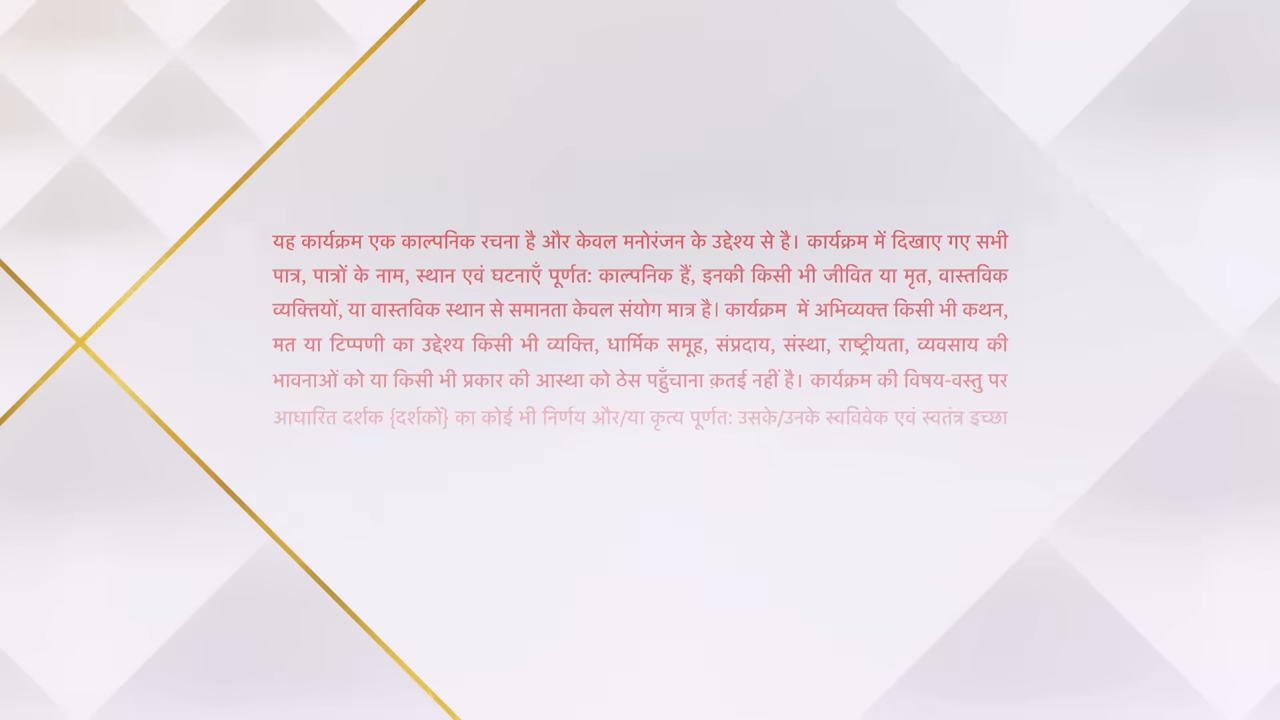 यह कार्यक्रम एक काल्पनिक रचना है और केवल मनोरंजन के उद्देश्य से है। कार्यक्रम में दिखाए गए सभी
पात्र, पात्रों के नाम, स्थान एवं घटनाएँ पूर्णत: काल्पनिक हैं, इनकी किसी भी जीवित या मृत, वास्तविक
व्यक्तियों, या वास्तविक स्थान से समानता केवल संयोग मात्र है। कार्यक्रम में अभिव्यक्त किसी भी कथन,
मत या टिप्पणी का उद्देश्य किसी भी व्यक्ति, धार्मिक समूह, संप्रदाय, संस्था, राष्ट्रीयता, व्यवसाय की
भावनाओं को या किसी भी प्रकार की आस्था को ठेस पहुँचाना क़तई नहीं है। कार्यक्रम की विषय-वस्तु पर
आधारित दर्शक {दर्शकों} का कोई भी निर्णय और/या कृत्य पूर्णत: उसके/उनके स्वविवेक एवं स्वतंत्र इच्छा